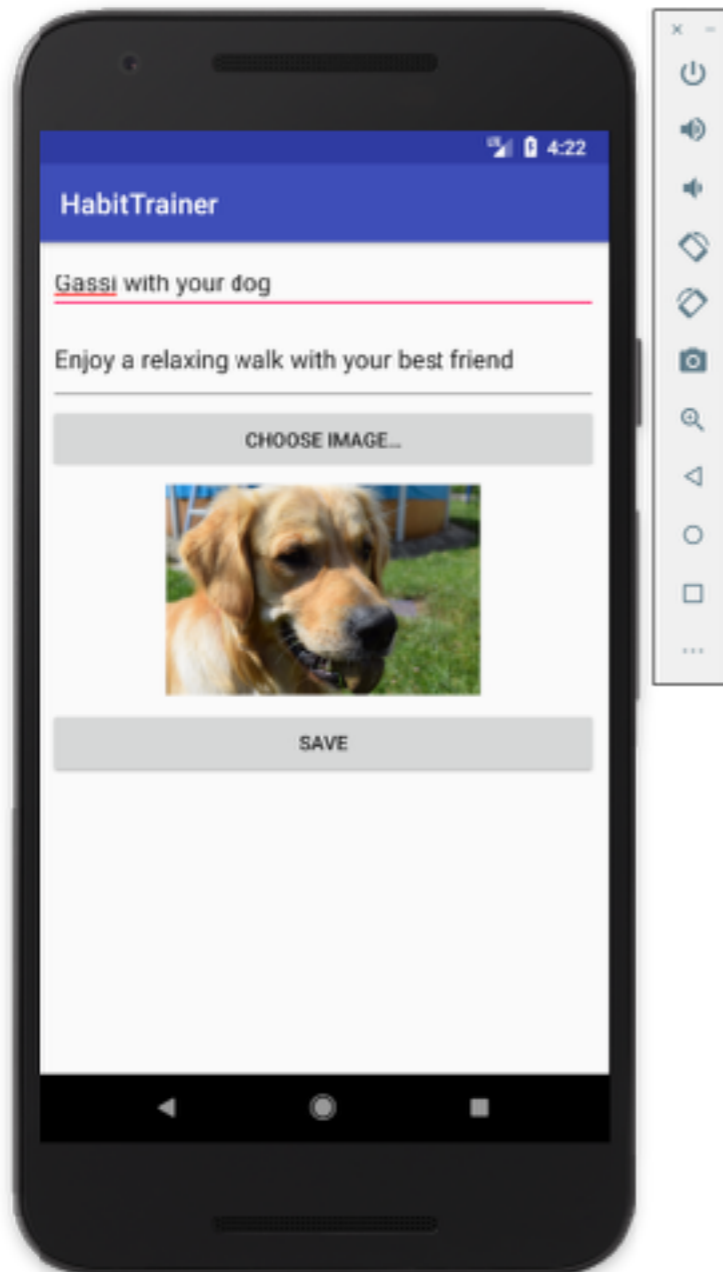 4:22
HabitTrainer
Gassi with your dog
Enjoy a relaxing walk with your best friend
CHOOSE IMAGE...
SAVE